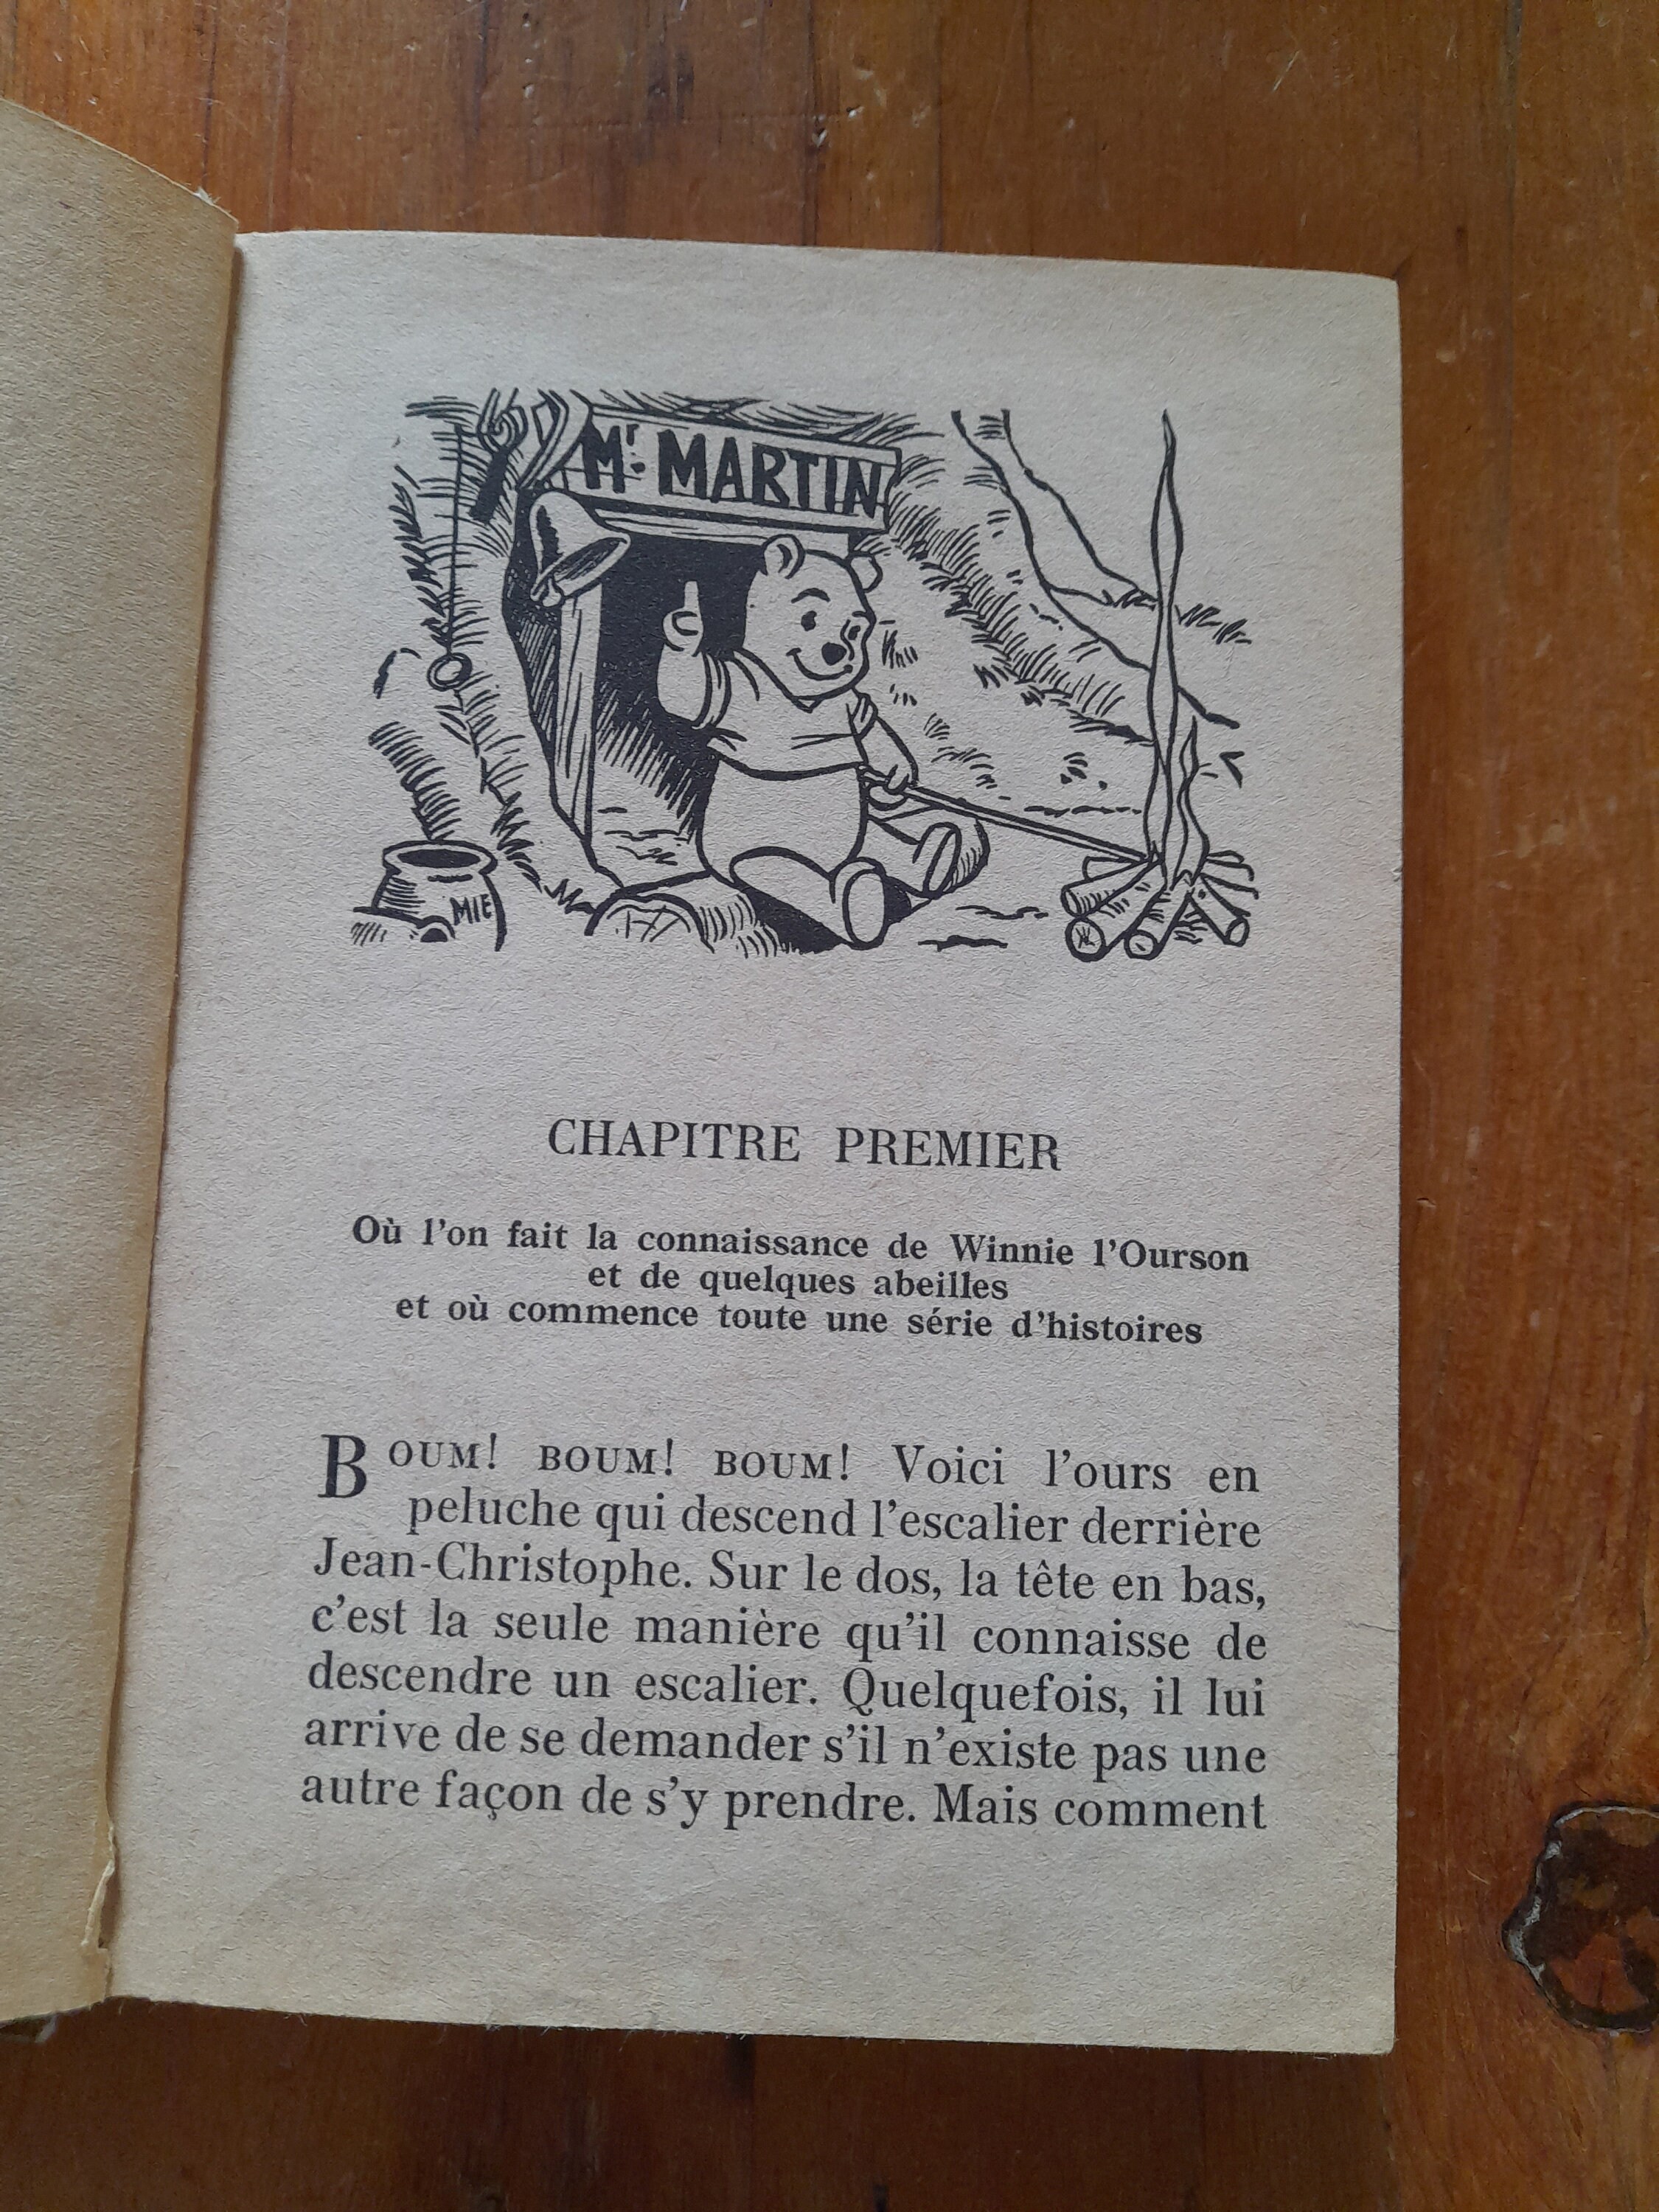 Mr. MARTIN
MIE
CHAPITRE PREMIER
Où l'on fait la connaissance de Winnie l'Ourson
et de quelques abeilles
et où commence toute une série d'histoires
BOUM! BOUM! BOUM! Voici l'ours en
peluche qui descend l'escalier derrière
Jean-Christophe. Sur le dos, la tête en bas,
c'est la seule manière qu'il connaisse de
descendre un escalier. Quelquefois, il lui
arrive de se demander s'il n'existe pas une
autre façon de s'y prendre. Mais comment